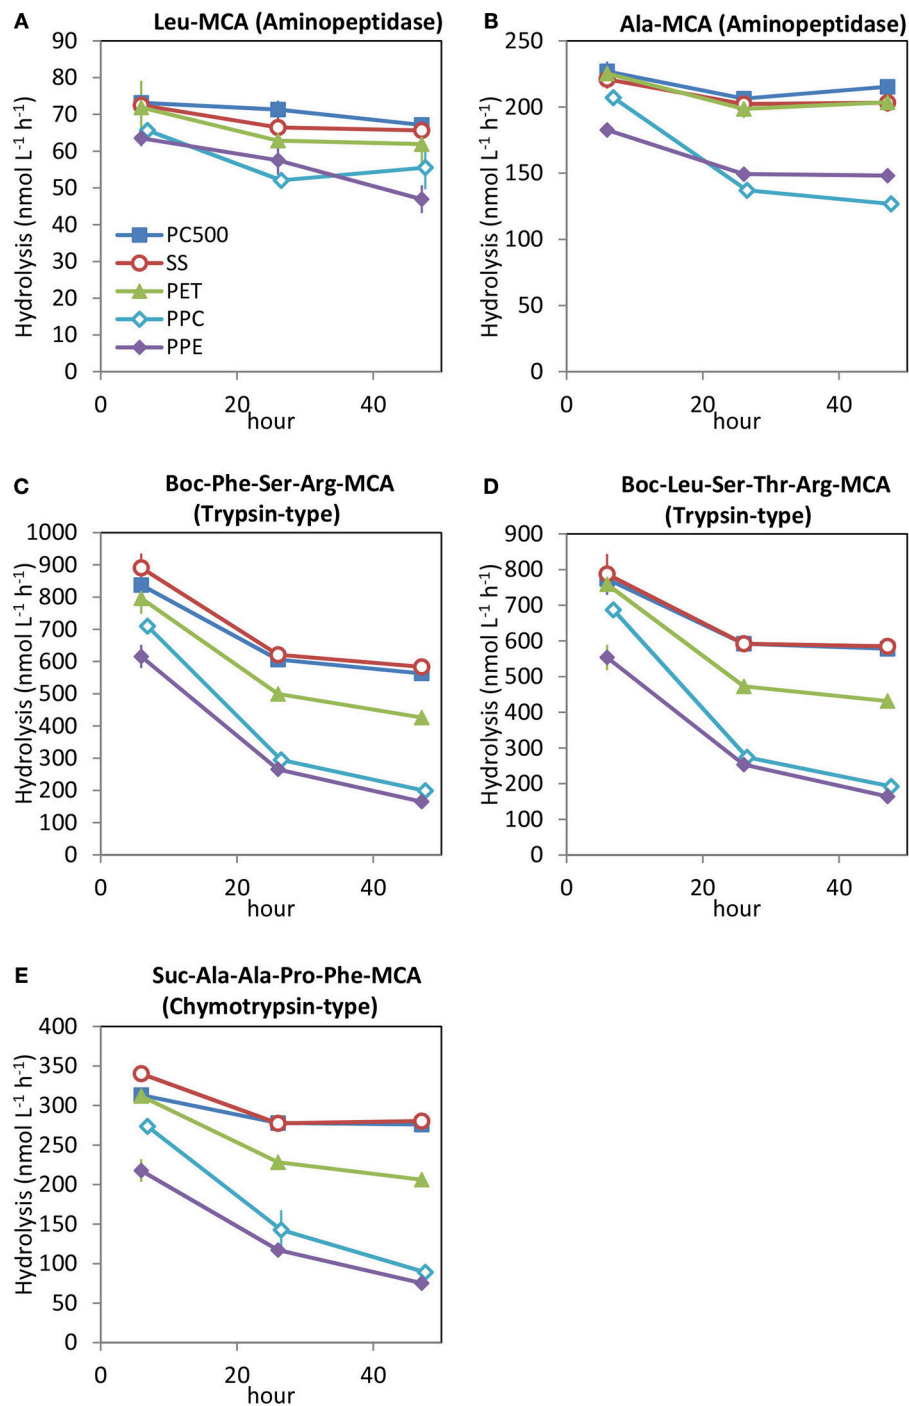 A
Leu-MCA (Aminopeptidase)
90
80
70
60
50
40
30
20
10
0
Hydrolysis (nmol L⁻¹ h⁻¹)
PC500
SS
PET
PPC
PPE
0 20 40
hour
B
Ala-MCA (Aminopeptidase)
250
200
150
100
50
0
Hydrolysis (nmol L⁻¹ h⁻¹)
0 20 40
hour
C
Boc-Phe-Ser-Arg-MCA
(Trypsin-type)
1000
900
800
700
600
500
400
300
200
100
0
Hydrolysis (nmol L⁻¹ h⁻¹)
0 20 40
hour
D
Boc-Leu-Ser-Thr-Arg-MCA
(Trypsin-type)
900
800
700
600
500
400
300
200
100
0
Hydrolysis (nmol L⁻¹ h⁻¹)
0 20 40
hour
E
Suc-Ala-Ala-Pro-Phe-MCA
(Chymotrypsin-type)
400
350
300
250
200
150
100
50
0
Hydrolysis (nmol L⁻¹ h⁻¹)
0 20 40
hour